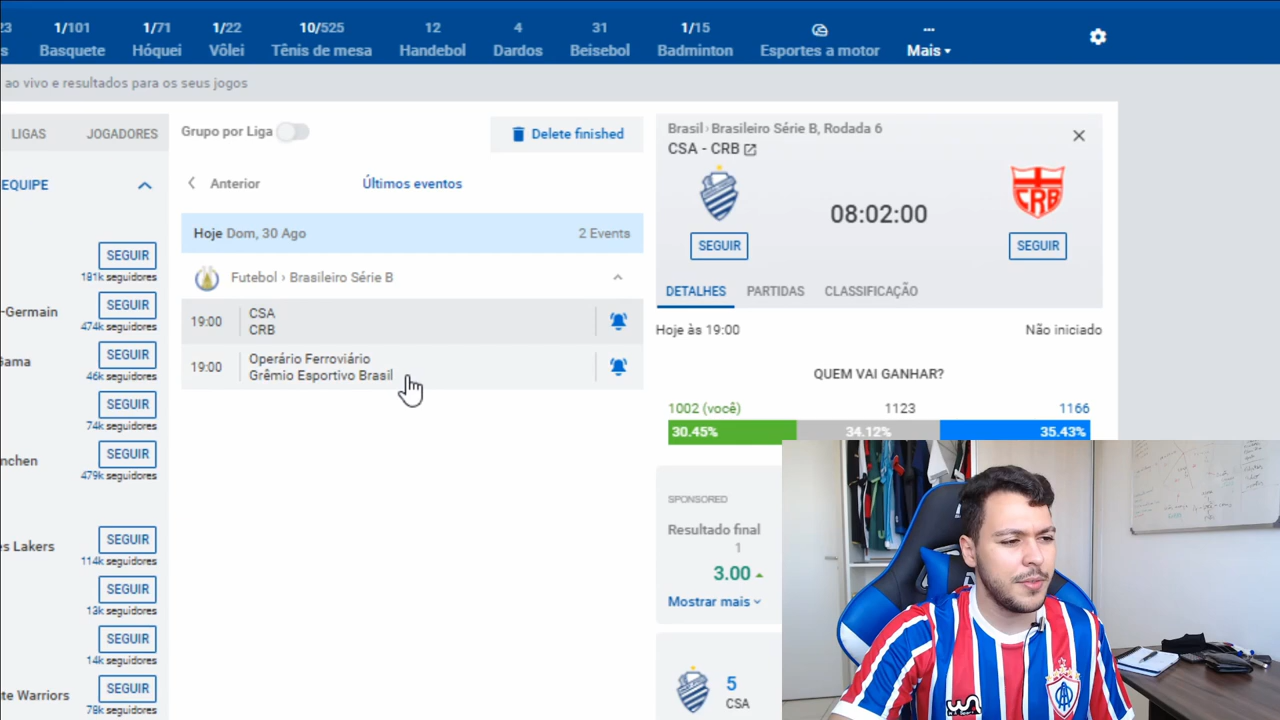 23 1/101 1/71 1/22 10/525 12 4 31 1/15 ...
s Basquete Hóquei Vôlei Tênis de mesa Handebol Dardos Beisebol Badminton Esportes a motor Mais
ao vivo e resultados para os seus jogos
LIGAS JOGADORES
EQUIPE
SEGUIR
181k seguidores
-Germain SEGUIR
474k seguidores
Gama SEGUIR
46k seguidores
SEGUIR
74k seguidores
nchen SEGUIR
479k seguidores
es Lakers SEGUIR
114k seguidores
SEGUIR
13k seguidores
SEGUIR
14k seguidores
te Warriors SEGUIR
78k seguidores
Grupo por Liga Delete finished
Anterior Últimos eventos
Hoje Dom, 30 Ago 2 Events
Futebol › Brasileiro Série B
19:00 CSA
CRB
19:00 Operário Ferroviário
Grêmio Esportivo Brasil
Brasil › Brasileiro Série B, Rodada 6
CSA - CRB
CRB
08:02:00
SEGUIR SEGUIR
DETALHES PARTIDAS CLASSIFICAÇÃO
Hoje às 19:00 Não iniciado
QUEM VAI GANHAR?
1002 (você) 1123 1166
30.45% 34.12% 35.43%
SPONSORED
Resultado final
1
3.00
Mostrar mais
5
CSA